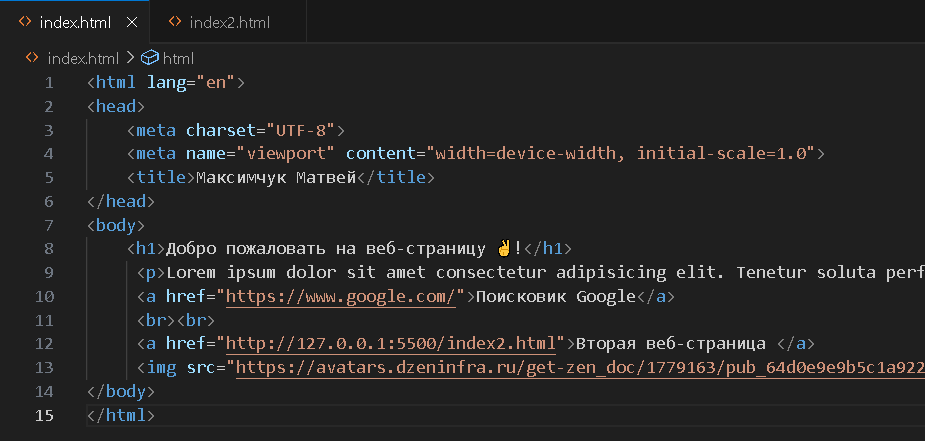 index.html × index2.html
index.html > html
1 <html lang="en">
2 <head>
3 <meta charset="UTF-8">
4 <meta name="viewport" content="width=device-width, initial-scale=1.0">
5 <title>Максимчук Матвей</title>
6 </head>
7 <body>
8 <h1>Добро пожаловать на веб-страницу ✌!</h1>
9 <p>Lorem ipsum dolor sit amet consectetur adipisicing elit. Tenetur soluta perf
10 <a href="https://www.google.com/">Поисковик Google</a>
11 <br><br>
12 <a href="http://127.0.0.1:5500/index2.html">Вторая веб-страница </a>
13 <img src="https://avatars.dzeninfra.ru/get-zen_doc/1779163/pub_64d0e9e9b5c1a922
14 </body>
15 </html>